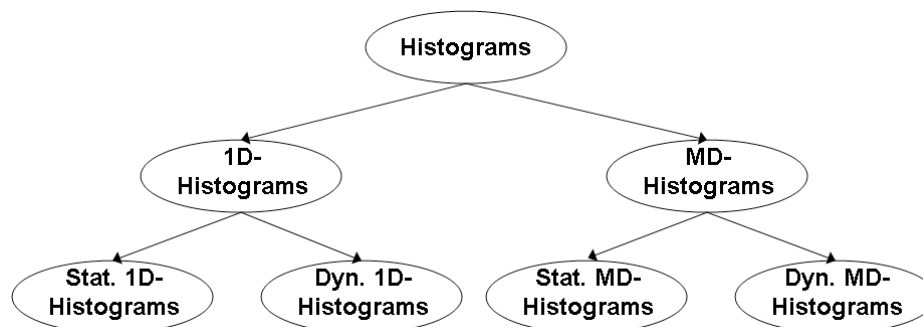 Histograms
1D-
Histograms
MD-
Histograms
Stat. 1D-
Histograms
Dyn. 1D-
Histograms
Stat. MD-
Histograms
Dyn. MD-
Histograms